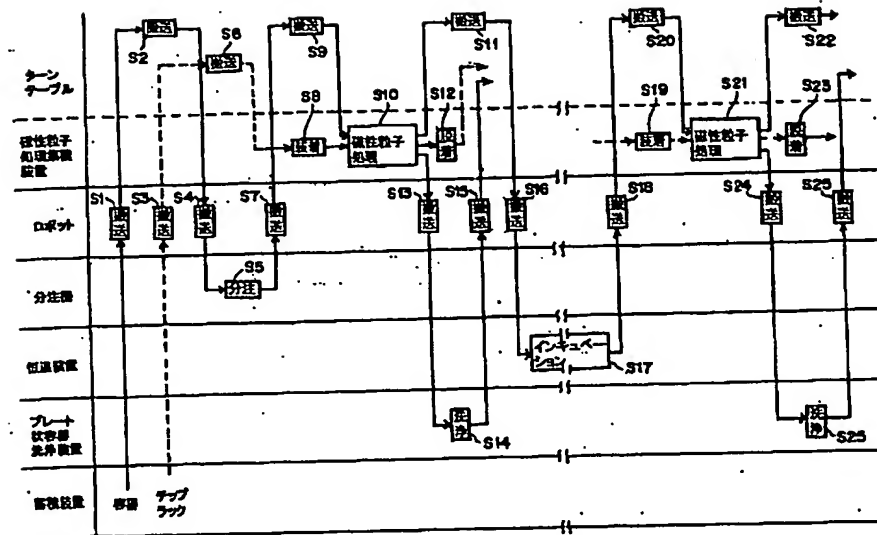 搬送
S2
搬送
S6
搬送
S9
搬送
S11
搬送
S20
搬送
S22
ターン
テーブル
S8
装着
S10
磁性粒子
処理
S12
脱着
S19
装着
S21
磁性粒子
処理
S23
脱着
磁性粒子
処理集積
装置
ロボット
S1
搬送
S3
搬送
S4
搬送
S7
搬送
S13
搬送
S15
搬送
S16
搬送
S18
搬送
S24
搬送
S25
搬送
分注器
S5
分注
恒温装置
インキュベー
ション
S17
プレート
状容器
洗浄装置
洗浄
S14
洗浄
S25
蓄積装置
容器
チップ
ラック